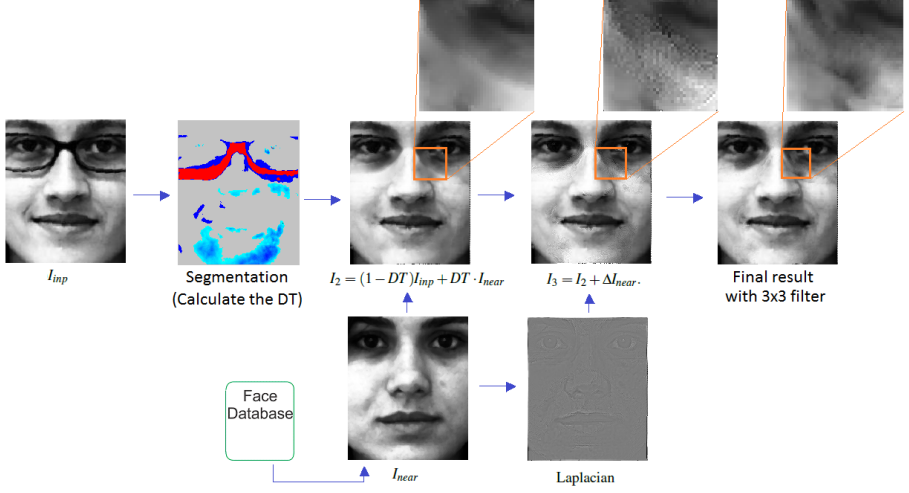 I_inp
Segmentation
(Calculate the DT)
I_2 = (1 − DT)I_inp + DT · I_near
I_3 = I_2 + ΔI_near.
Final result
with 3x3 filter
Face
Database
I_near
Laplacian